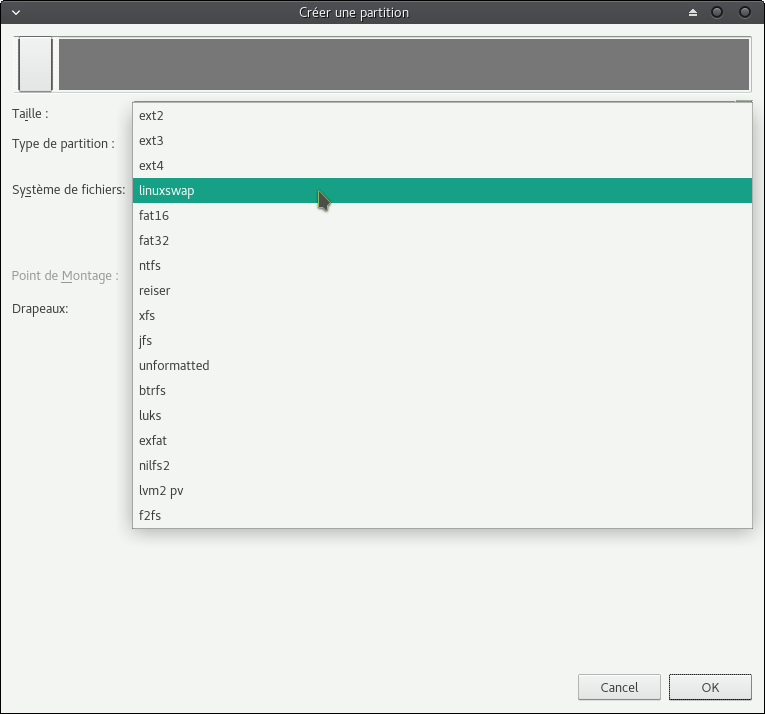 Créer une partition
Taille :
Type de partition :
Système de fichiers:
ext2
ext3
ext4
linuxswap
fat16
fat32
ntfs
reiser
xfs
jfs
unformatted
btrfs
luks
exfat
nilfs2
lvm2 pv
f2fs
Point de Montage :
Drapeaux:
Cancel
OK